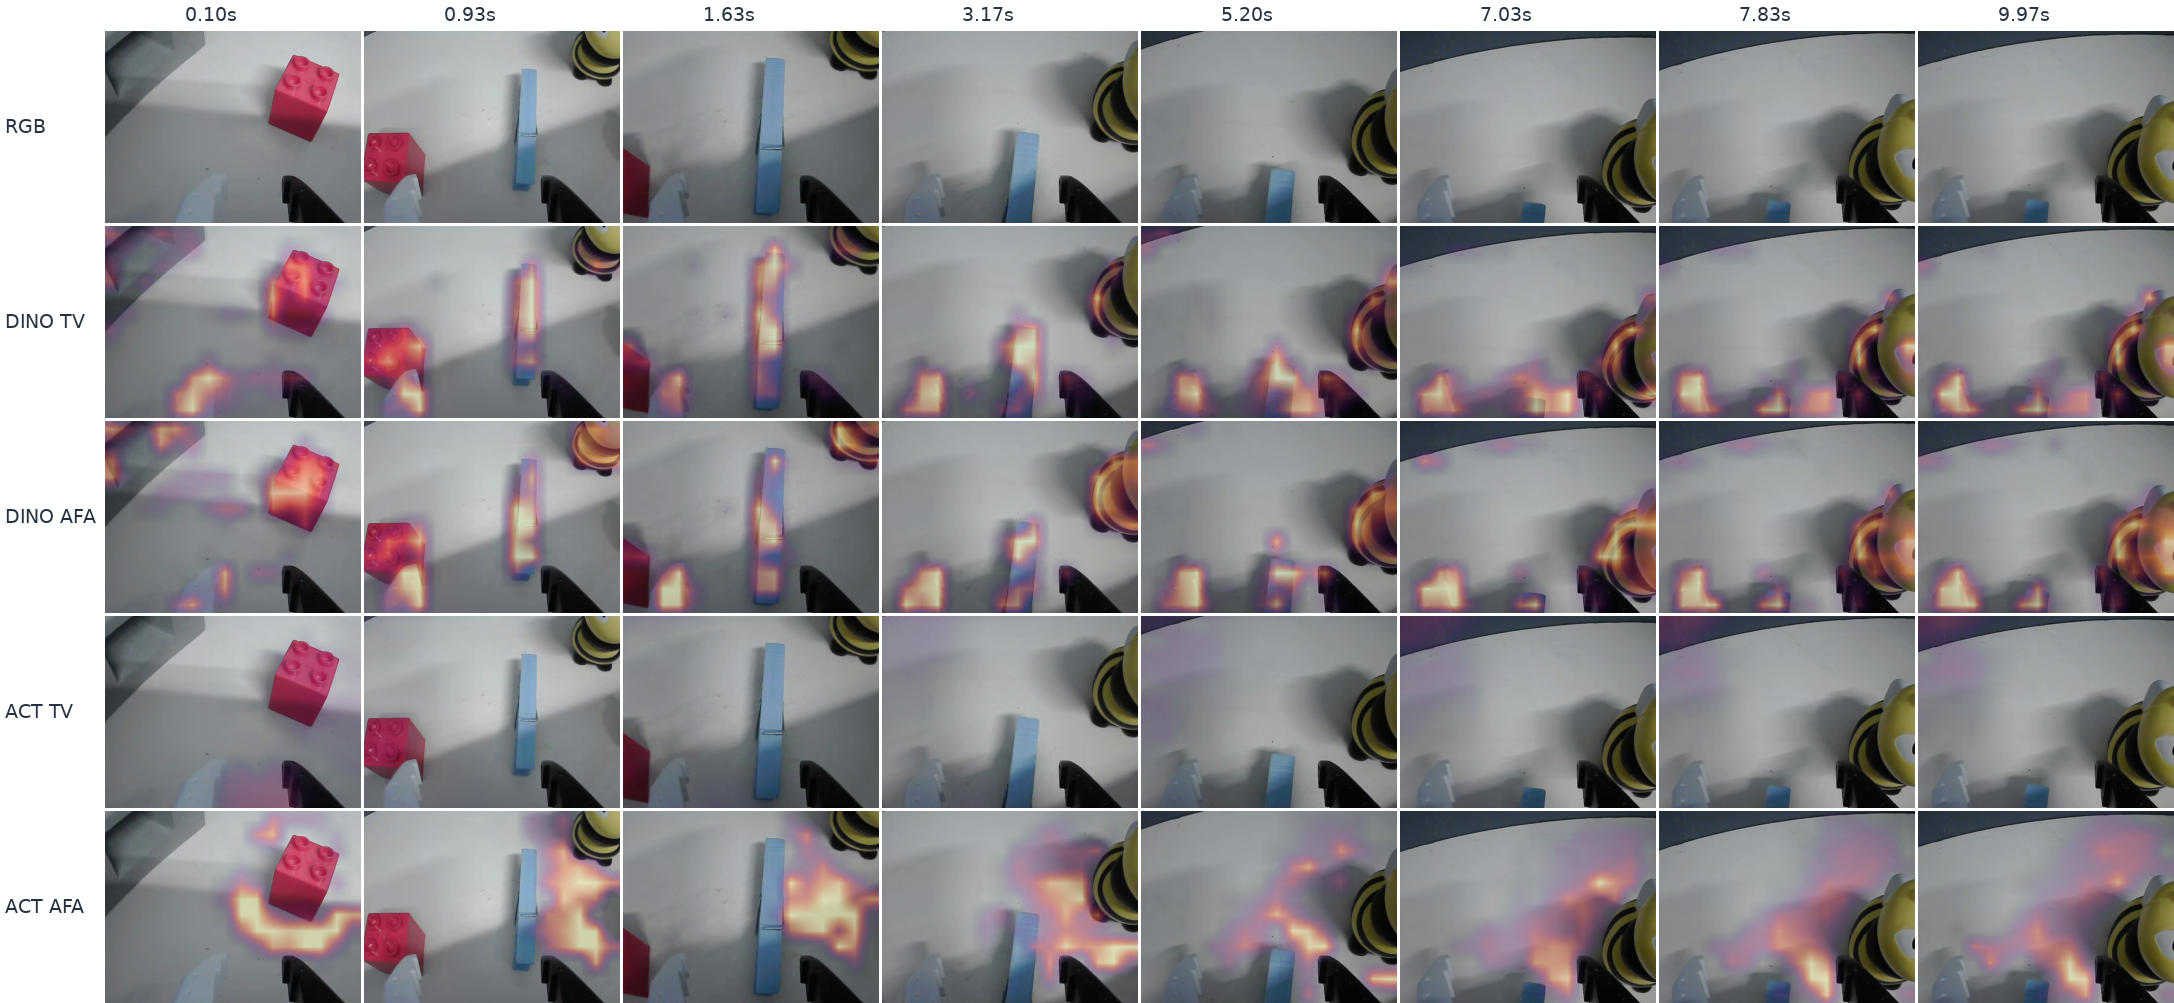 0.10s 0.93s 1.63s 3.17s 5.20s 7.03s 7.83s 9.97s
RGB
DINO TV
DINO AFA
ACT TV
ACT AFA